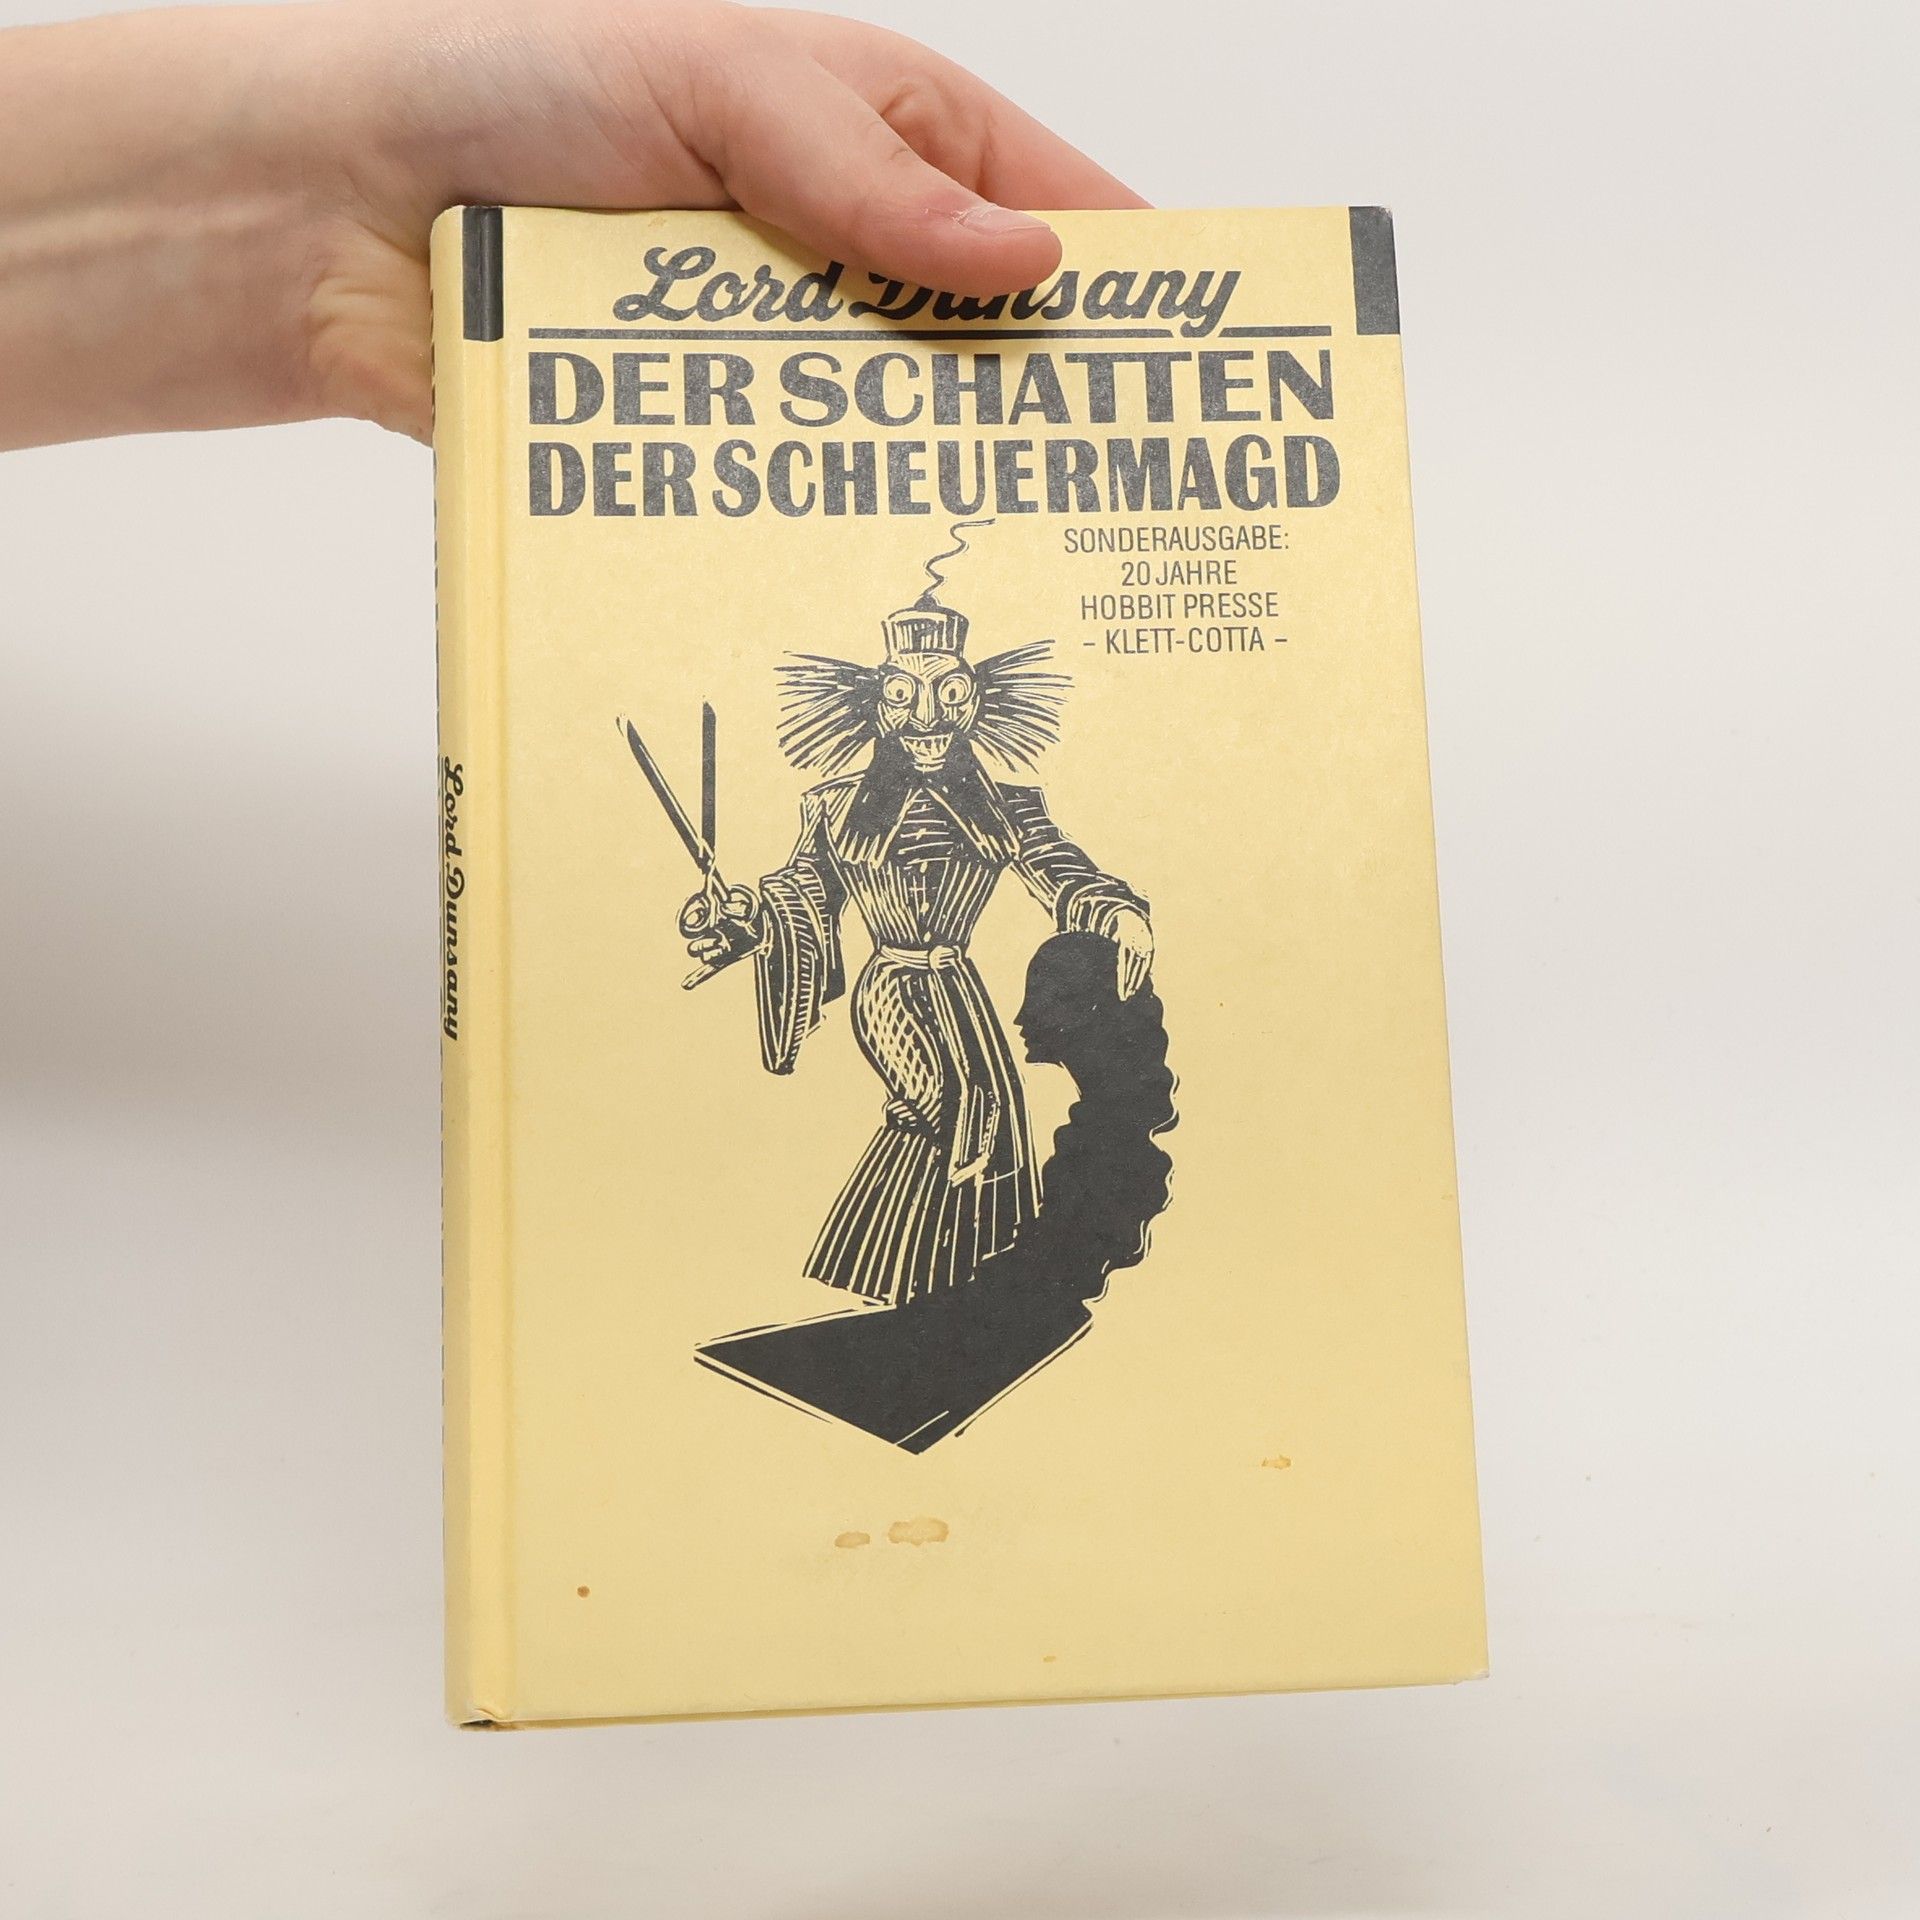 Lord Dunsany
DER SCHATTEN
DER SCHEUERMAGD
SONDERAUSGABE:
20 JAHRE
HOBBIT PRESSE
– KLETT-COTTA –
Lord Dunsany